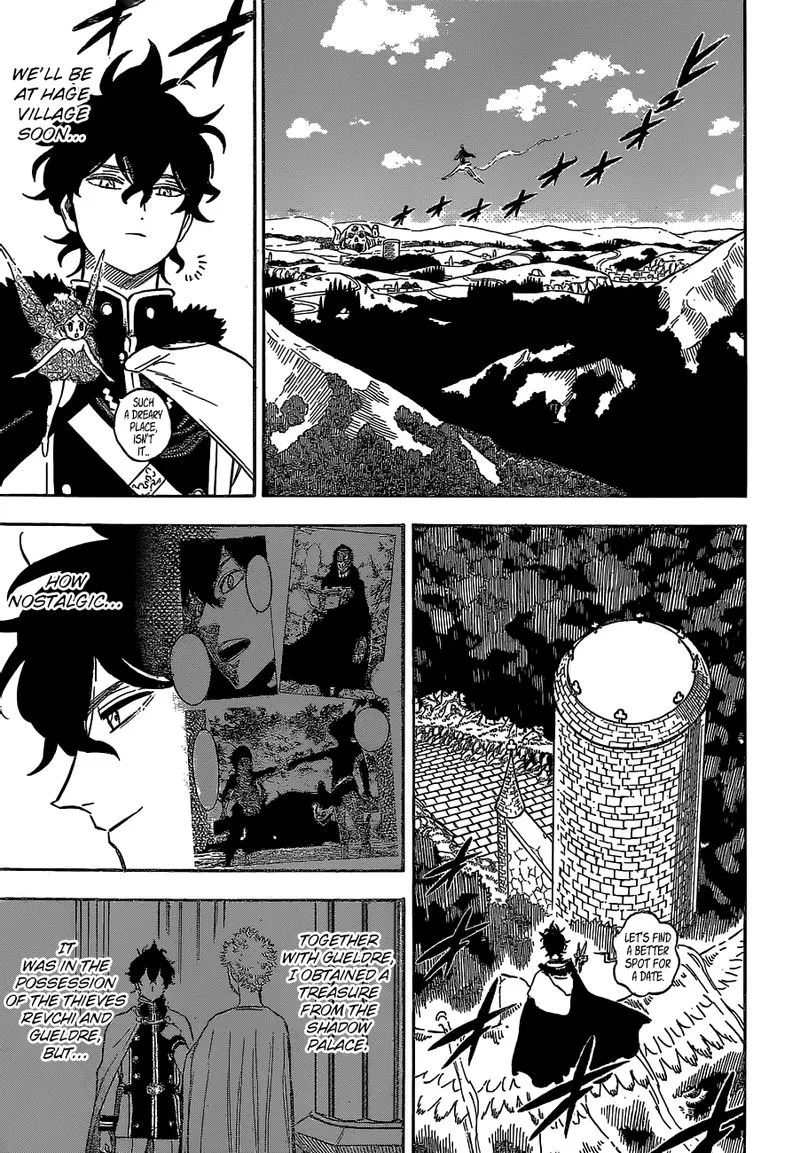 WE'LL BE
AT HAGE
VILLAGE
SOON...
SUCH
A DREARY
PLACE,
ISN'T
IT..
LET'S FIND
A BETTER
SPOT FOR
A DATE.
HOW
NOSTALGIC...
TOGETHER
WITH GUELDRE,
I OBTAINED A
TREASURE
FROM THE
SHADOW
PALACE.
IT
WAS IN THE
POSSESSION
OF THE THIEVES
REVCHI AND
GUELDRE,
BUT...